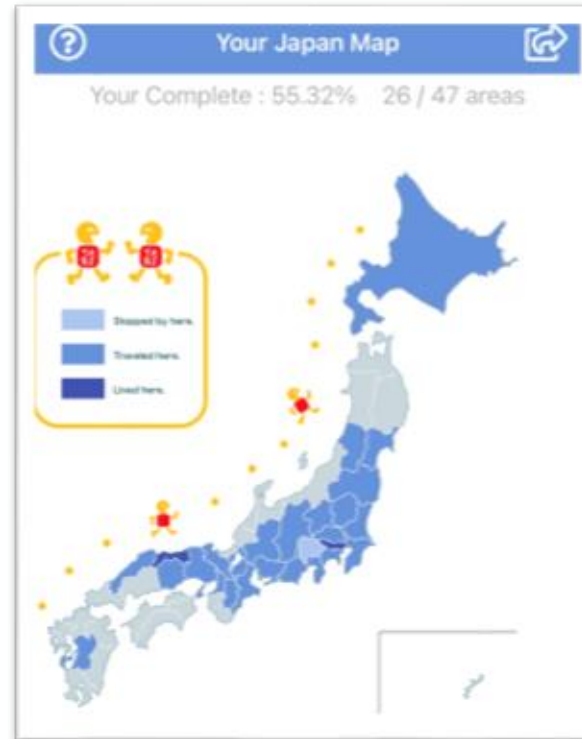 ?
Your Japan Map
Your Complete : 55.32% 26 / 47 areas
Stopped by here.
Traveled here.
Lived here.